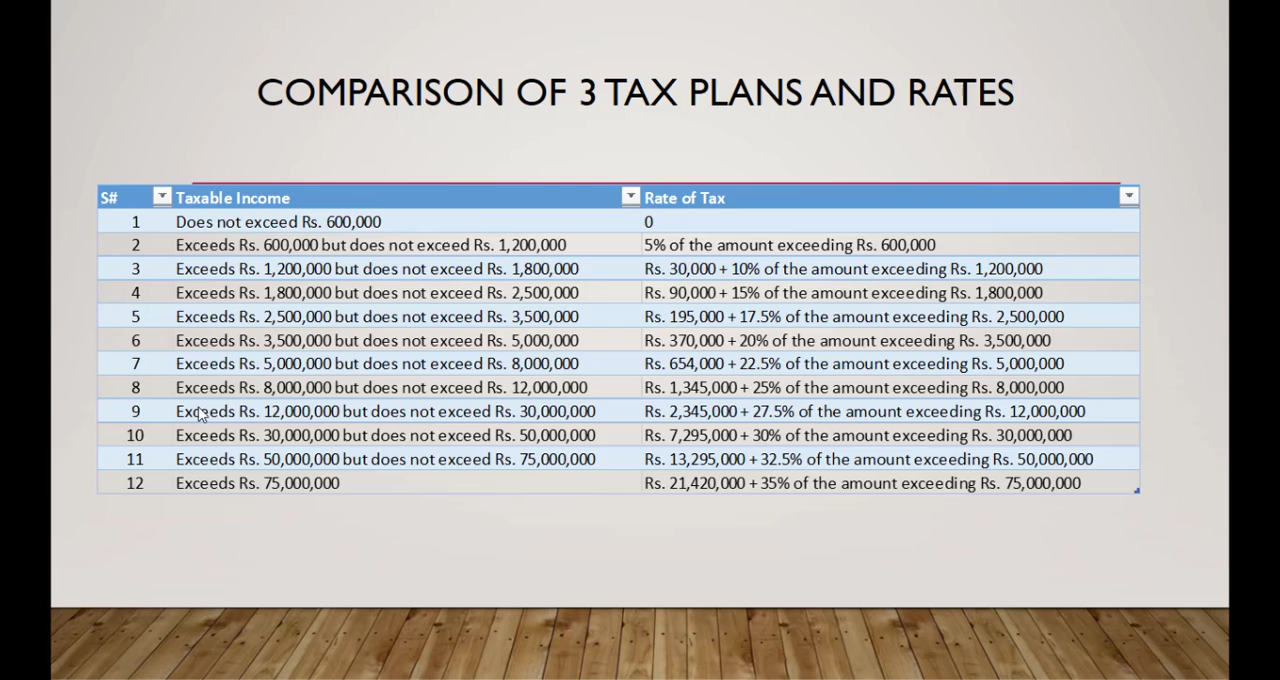 COMPARISON OF 3 TAX PLANS AND RATES
S# Taxable Income Rate of Tax
1 Does not exceed Rs. 600,000 0
2 Exceeds Rs. 600,000 but does not exceed Rs. 1,200,000 5% of the amount exceeding Rs. 600,000
3 Exceeds Rs. 1,200,000 but does not exceed Rs. 1,800,000 Rs. 30,000 + 10% of the amount exceeding Rs. 1,200,000
4 Exceeds Rs. 1,800,000 but does not exceed Rs. 2,500,000 Rs. 90,000 + 15% of the amount exceeding Rs. 1,800,000
5 Exceeds Rs. 2,500,000 but does not exceed Rs. 3,500,000 Rs. 195,000 + 17.5% of the amount exceeding Rs. 2,500,000
6 Exceeds Rs. 3,500,000 but does not exceed Rs. 5,000,000 Rs. 370,000 + 20% of the amount exceeding Rs. 3,500,000
7 Exceeds Rs. 5,000,000 but does not exceed Rs. 8,000,000 Rs. 654,000 + 22.5% of the amount exceeding Rs. 5,000,000
8 Exceeds Rs. 8,000,000 but does not exceed Rs. 12,000,000 Rs. 1,345,000 + 25% of the amount exceeding Rs. 8,000,000
9 Exceeds Rs. 12,000,000 but does not exceed Rs. 30,000,000 Rs. 2,345,000 + 27.5% of the amount exceeding Rs. 12,000,000
10 Exceeds Rs. 30,000,000 but does not exceed Rs. 50,000,000 Rs. 7,295,000 + 30% of the amount exceeding Rs. 30,000,000
11 Exceeds Rs. 50,000,000 but does not exceed Rs. 75,000,000 Rs. 13,295,000 + 32.5% of the amount exceeding Rs. 50,000,000
12 Exceeds Rs. 75,000,000 Rs. 21,420,000 + 35% of the amount exceeding Rs. 75,000,000